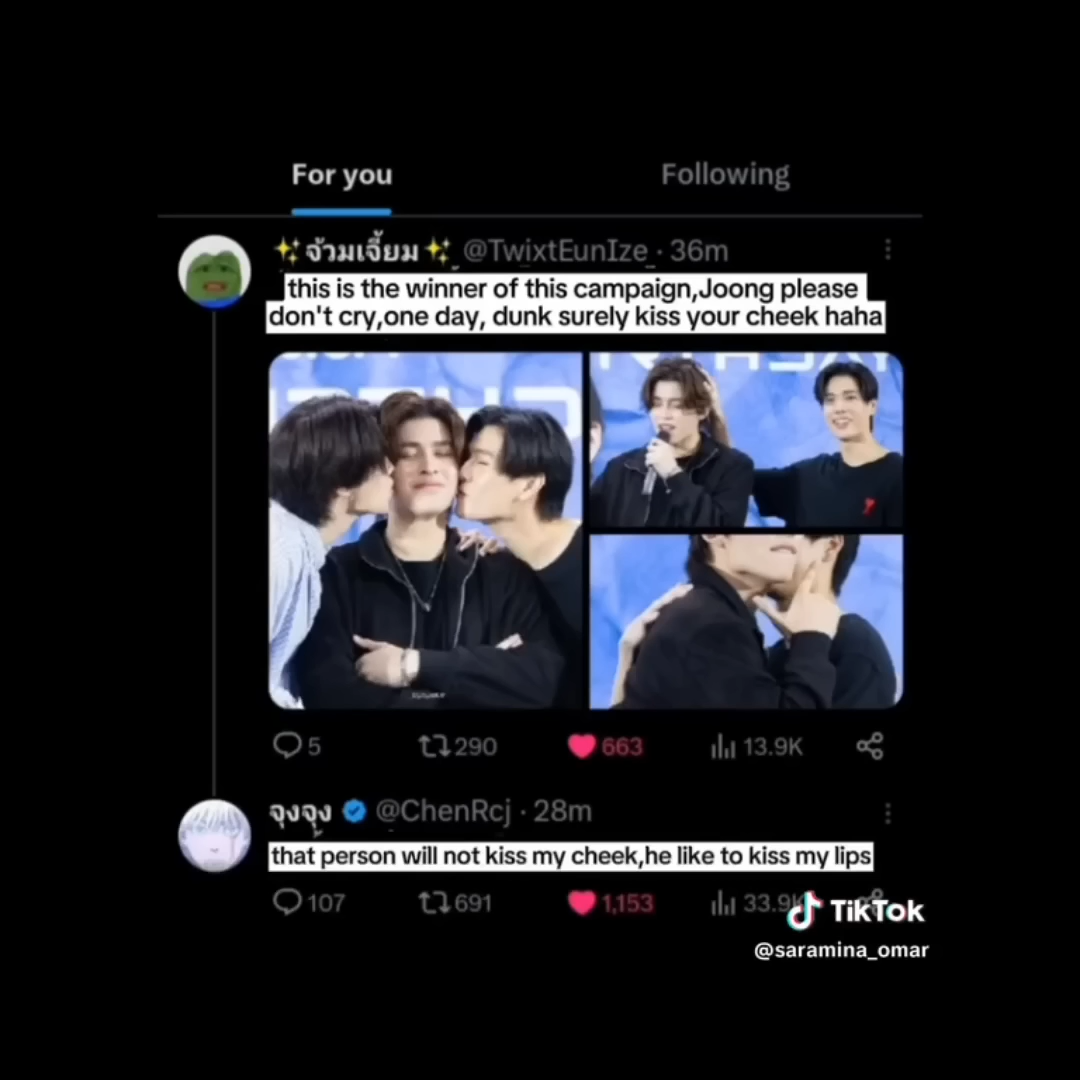 For you
Following
✨จ๋ามเจี๊ยม✨ @TwixtEunIze · 36m
this is the winner of this campaign,Joong please
don't cry,one day, dunk surely kiss your cheek haha
5 290 663 13.9K
จุงจุง @ChenRcj · 28m
that person will not kiss my cheek,he like to kiss my lips
107 691 1,153 33.9K
TikTok
@saramina_omar